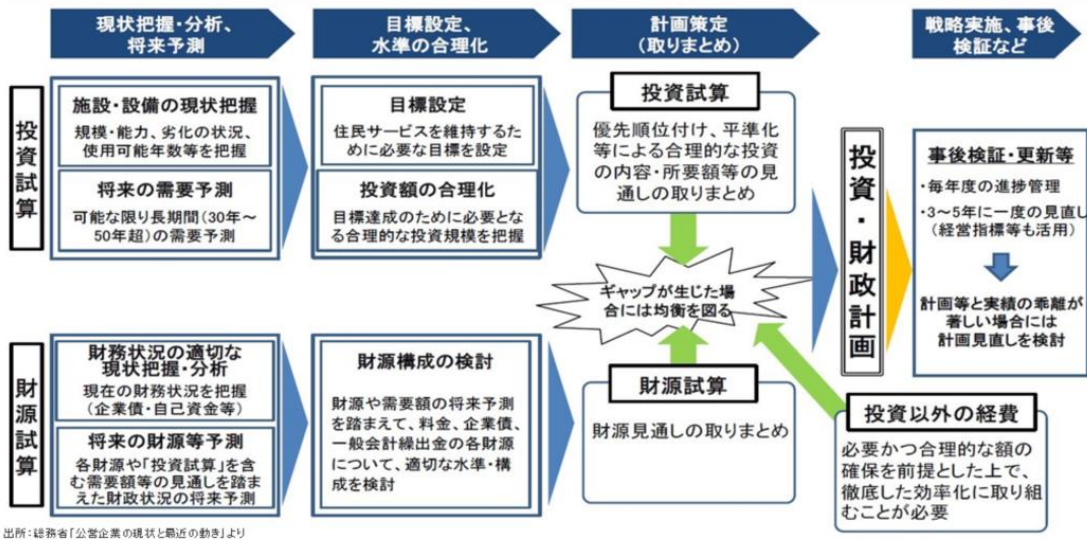 現状把握・分析、
将来予測
目標設定、
水準の合理化
計画策定
(取りまとめ)
戦略実施、事後
検証など
投資試算
施設・設備の現状把握
規模・能力、劣化の状況、
使用可能年数等を把握
将来の需要予測
可能な限り長期間(30年～
50年超)の需要予測
目標設定
住民サービスを維持するた
めに必要な目標を設定
投資額の合理化
目標達成のために必要とな
る合理的な投資規模を把握
投資試算
優先順位付け、平準化
等による合理的な投資
の内容・所要額等の見
通しの取りまとめ
ギャップが生じた場
合には均衡を図る
投資・財政計画
事後検証・更新等
・毎年度の進捗管理
・3～5年に一度の見直し
(経営指標等も活用)
計画等と実績の乖離が
著しい場合には
計画見直しを検討
財源試算
財務状況の適切な
現状把握・分析
現在の財務状況を把握
(企業債・自己資金等)
将来の財源等予測
各財源や「投資試算」を含
む需要額等の見通しを踏ま
えた財政状況の将来予測
財源構成の検討
財源や需要額の将来予測
を踏まえて、料金、企業債、
一般会計繰出金の各財源
について、適切な水準・構
成を検討
財源試算
財源見通しの取りまとめ
投資以外の経費
必要かつ合理的な額の
確保を前提とした上で、
徹底した効率化に取り組
むことが必要
出所:総務省「公営企業の現状と最近の動き」より